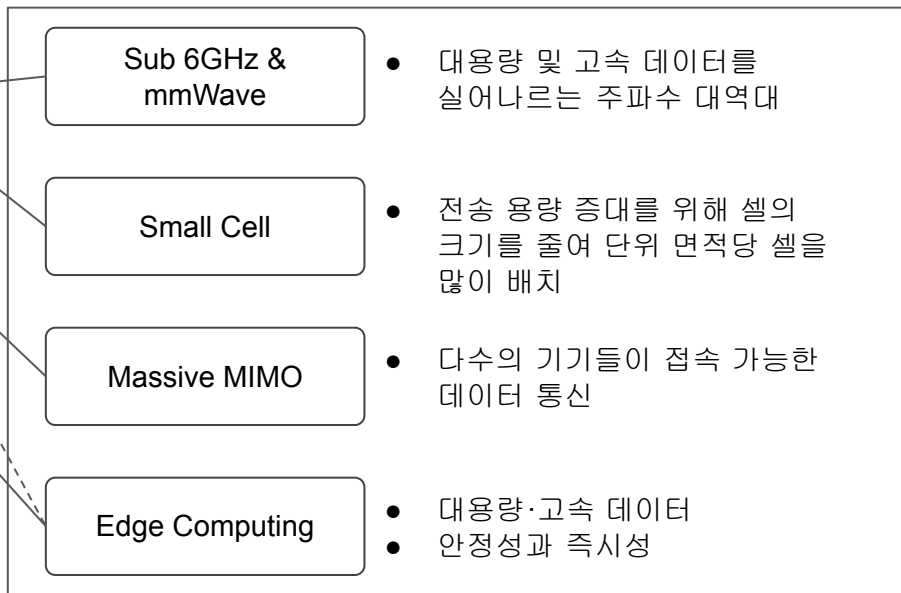 Sub 6GHz &
mmWave
● 대용량 및 고속 데이터를
실어나르는 주파수 대역대
Small Cell
● 전송 용량 증대를 위해 셀의
크기를 줄여 단위 면적당 셀을
많이 배치
Massive MIMO
● 다수의 기기들이 접속 가능한
데이터 통신
Edge Computing
● 대용량·고속 데이터
● 안정성과 즉시성